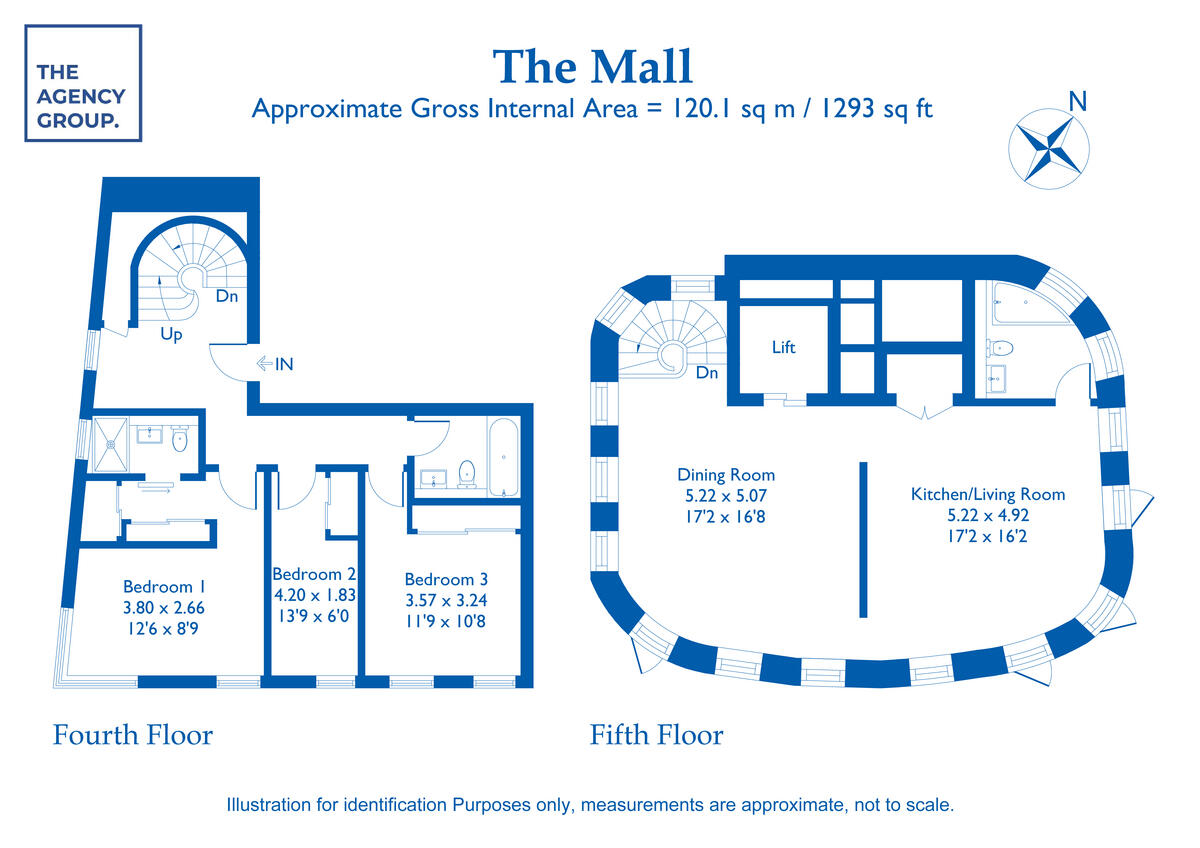 THE
AGENCY
GROUP.
The Mall
Approximate Gross Internal Area = 120.1 sq m / 1293 sq ft
N
Dn
Up
IN
Bedroom 1
3.80 x 2.66
12'6 x 8'9
Bedroom 2
4.20 x 1.83
13'9 x 6'0
Bedroom 3
3.57 x 3.24
11'9 x 10'8
Fourth Floor
Lift
Dn
Dining Room
5.22 x 5.07
17'2 x 16'8
Kitchen/Living Room
5.22 x 4.92
17'2 x 16'2
Fifth Floor
Illustration for identification Purposes only, measurements are approximate, not to scale.